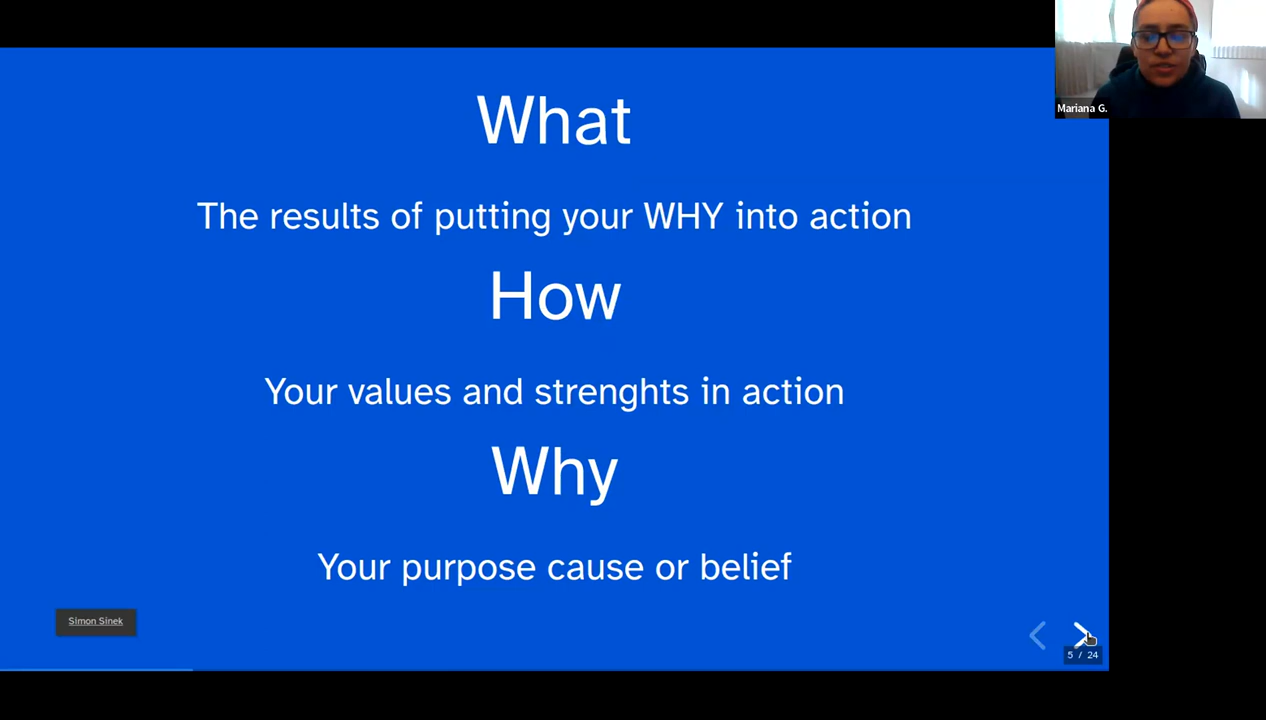 What
The results of putting your WHY into action
How
Your values and strenghts in action
Why
Your purpose cause or belief
Simon Sinek
5 / 24
Mariana G.